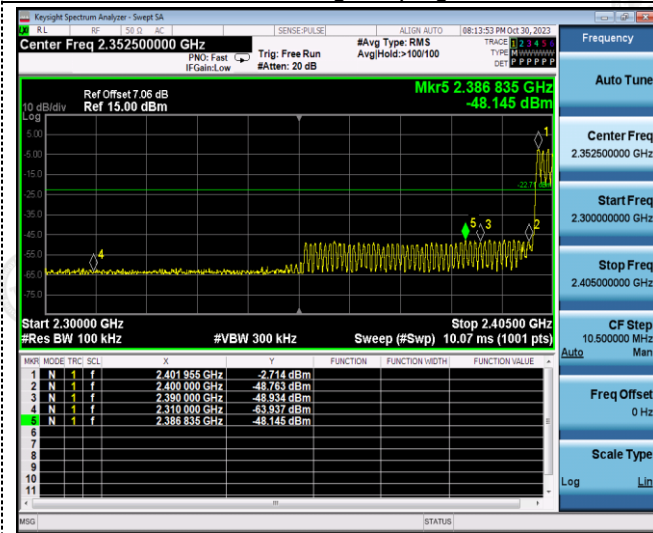 Keysight Spectrum Analyzer - Swept SA
RL RF 50 Ω AC SENSE:PULSE ALIGN AUTO 08:13:53 PM Oct 30, 2023
Center Freq 2.352500000 GHz
PNO: Fast
IFGain:Low
Trig: Free Run
#Atten: 20 dB
#Avg Type: RMS
Avg|Hold:>100/100
TRACE 1 2 3 4 5 6
TYPE M WWWWW
DET P P P P P P
Ref Offset 7.06 dB
Ref 15.00 dBm
10 dB/div
Log
Mkr5 2.386 835 GHz
-48.145 dBm
5.00
-5.00
-15.0
-25.0
-35.0
-45.0
-55.0
-65.0
-75.0
1
2
3
4
5
Start 2.30000 GHz
#Res BW 100 kHz
#VBW 300 kHz
Stop 2.40500 GHz
Sweep (#Swp) 10.07 ms (1001 pts)
MKR MODE TRC SCL X Y FUNCTION FUNCTION WIDTH FUNCTION VALUE
1 N 1 f 2.401 955 GHz -2.714 dBm
2 N 1 f 2.400 000 GHz -48.763 dBm
3 N 1 f 2.390 000 GHz -48.934 dBm
4 N 1 f 2.310 000 GHz -63.937 dBm
5 N 1 f 2.386 835 GHz -48.145 dBm
6
7
8
9
10
11
MSG
STATUS
Frequency
Auto Tune
Center Freq
2.352500000 GHz
Start Freq
2.300000000 GHz
Stop Freq
2.405000000 GHz
CF Step
10.500000 MHz
Auto Man
Freq Offset
0 Hz
Scale Type
Log Lin